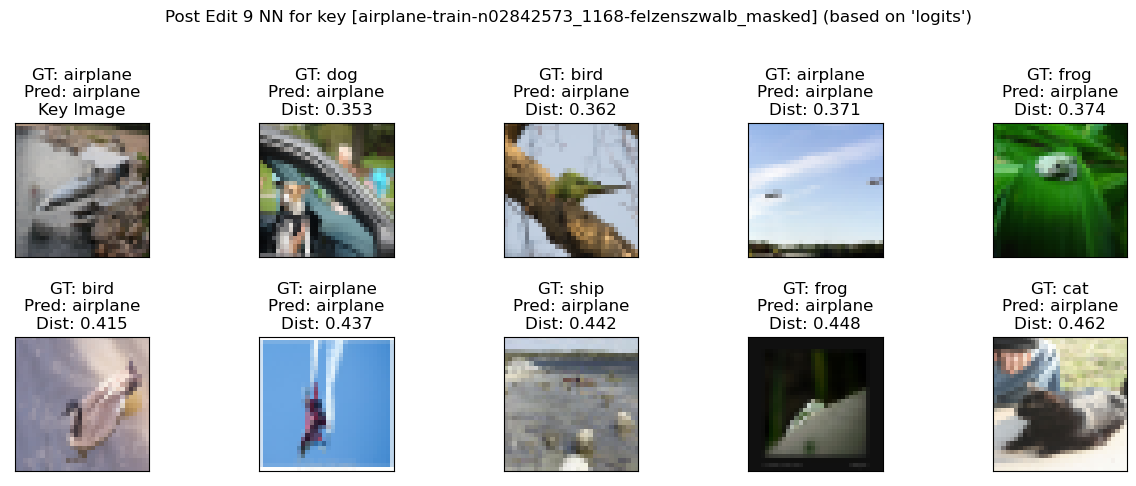 Post Edit 9 NN for key [airplane-train-n02842573_1168-felzenszwalb_masked] (based on 'logits')
GT: airplane
Pred: airplane
Key Image
GT: dog
Pred: airplane
Dist: 0.353
GT: bird
Pred: airplane
Dist: 0.362
GT: airplane
Pred: airplane
Dist: 0.371
GT: frog
Pred: airplane
Dist: 0.374
GT: bird
Pred: airplane
Dist: 0.415
GT: airplane
Pred: airplane
Dist: 0.437
GT: ship
Pred: airplane
Dist: 0.442
GT: frog
Pred: airplane
Dist: 0.448
GT: cat
Pred: airplane
Dist: 0.462